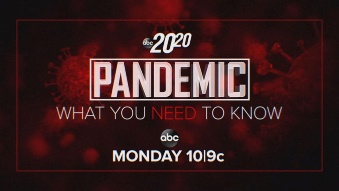 abc 20/20
PANDEMIC
WHAT YOU NEED TO KNOW
abc
MONDAY 10|9c